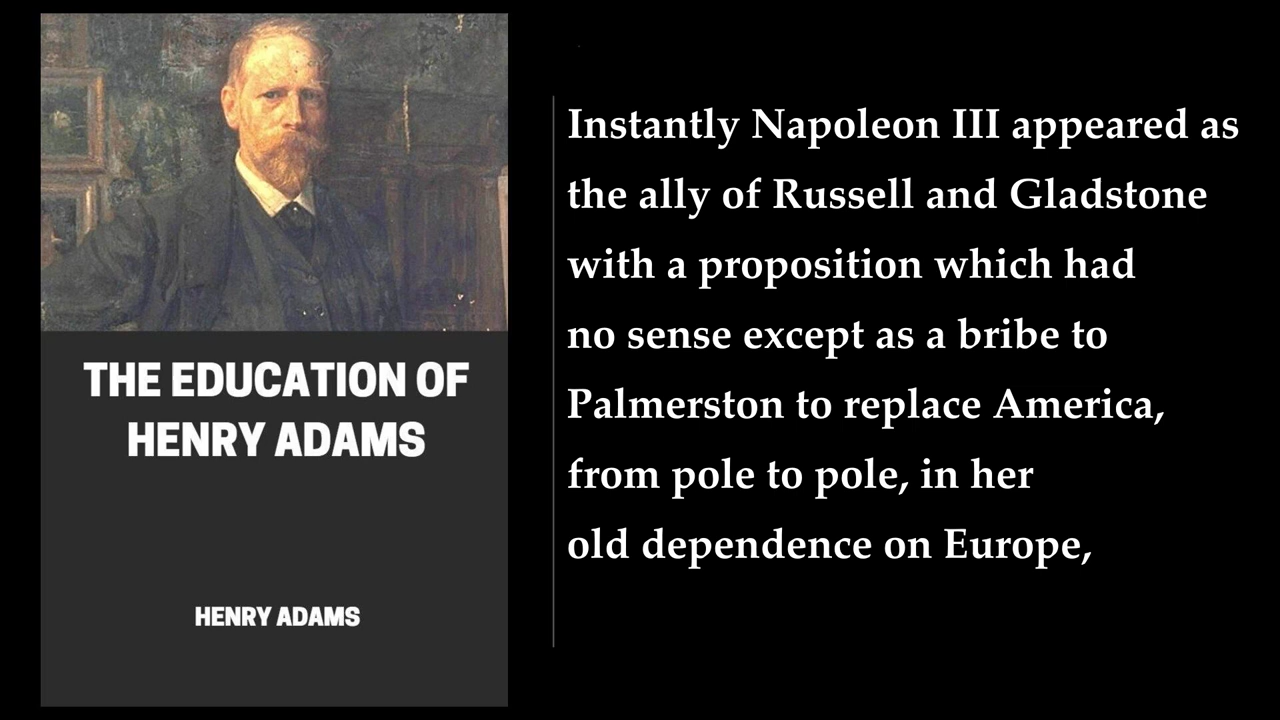 THE EDUCATION OF
HENRY ADAMS
HENRY ADAMS
Instantly Napoleon III appeared as
the ally of Russell and Gladstone
with a proposition which had
no sense except as a bribe to
Palmerston to replace America,
from pole to pole, in her
old dependence on Europe,